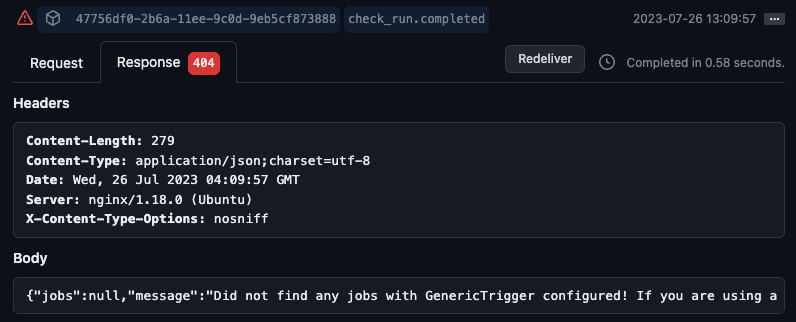 47756df0-2b6a-11ee-9c0d-9eb5cf873888 check_run.completed 2023-07-26 13:09:57 ...
Request Response 404 Redeliver Completed in 0.58 seconds.
Headers
Content-Length: 279
Content-Type: application/json;charset=utf-8
Date: Wed, 26 Jul 2023 04:09:57 GMT
Server: nginx/1.18.0 (Ubuntu)
X-Content-Type-Options: nosniff
Body
{"jobs":null,"message":"Did not find any jobs with GenericTrigger configured! If you are using a